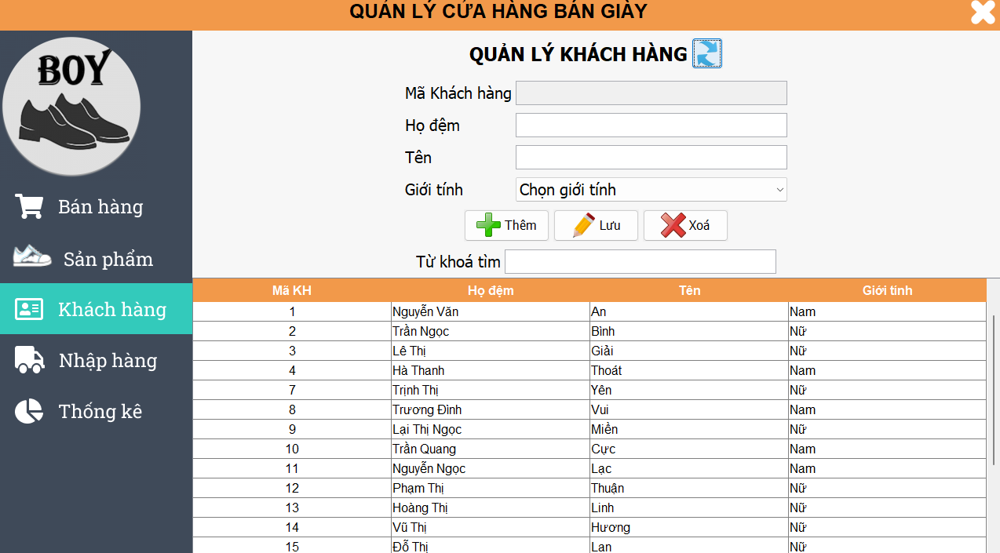 QUẢN LÝ CỬA HÀNG BÁN GIÀY
BOY
Bán hàng
Sản phẩm
Khách hàng
Nhập hàng
Thống kê
QUẢN LÝ KHÁCH HÀNG
Mã Khách hàng
Họ đệm
Tên
Giới tính Chọn giới tính
Thêm Lưu Xoá
Từ khoá tìm
Mã KH Họ đệm Tên Giới tính
1 Nguyễn Văn An Nam
2 Trần Ngọc Bình Nữ
3 Lê Thị Giải Nữ
4 Hà Thanh Thoát Nam
7 Trịnh Thị Yên Nữ
8 Trương Đình Vui Nam
9 Lại Thị Ngọc Miền Nữ
10 Trần Quang Cực Nam
11 Nguyễn Ngọc Lạc Nam
12 Phạm Thị Thuận Nữ
13 Hoàng Thị Linh Nữ
14 Vũ Thị Hương Nữ
15 Đỗ Thị Lan Nữ